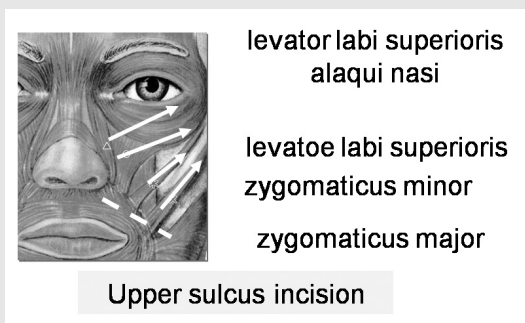 levator labi superioris
alaqui nasi
levatoe labi superioris
zygomaticus minor
zygomaticus major
Upper sulcus incision